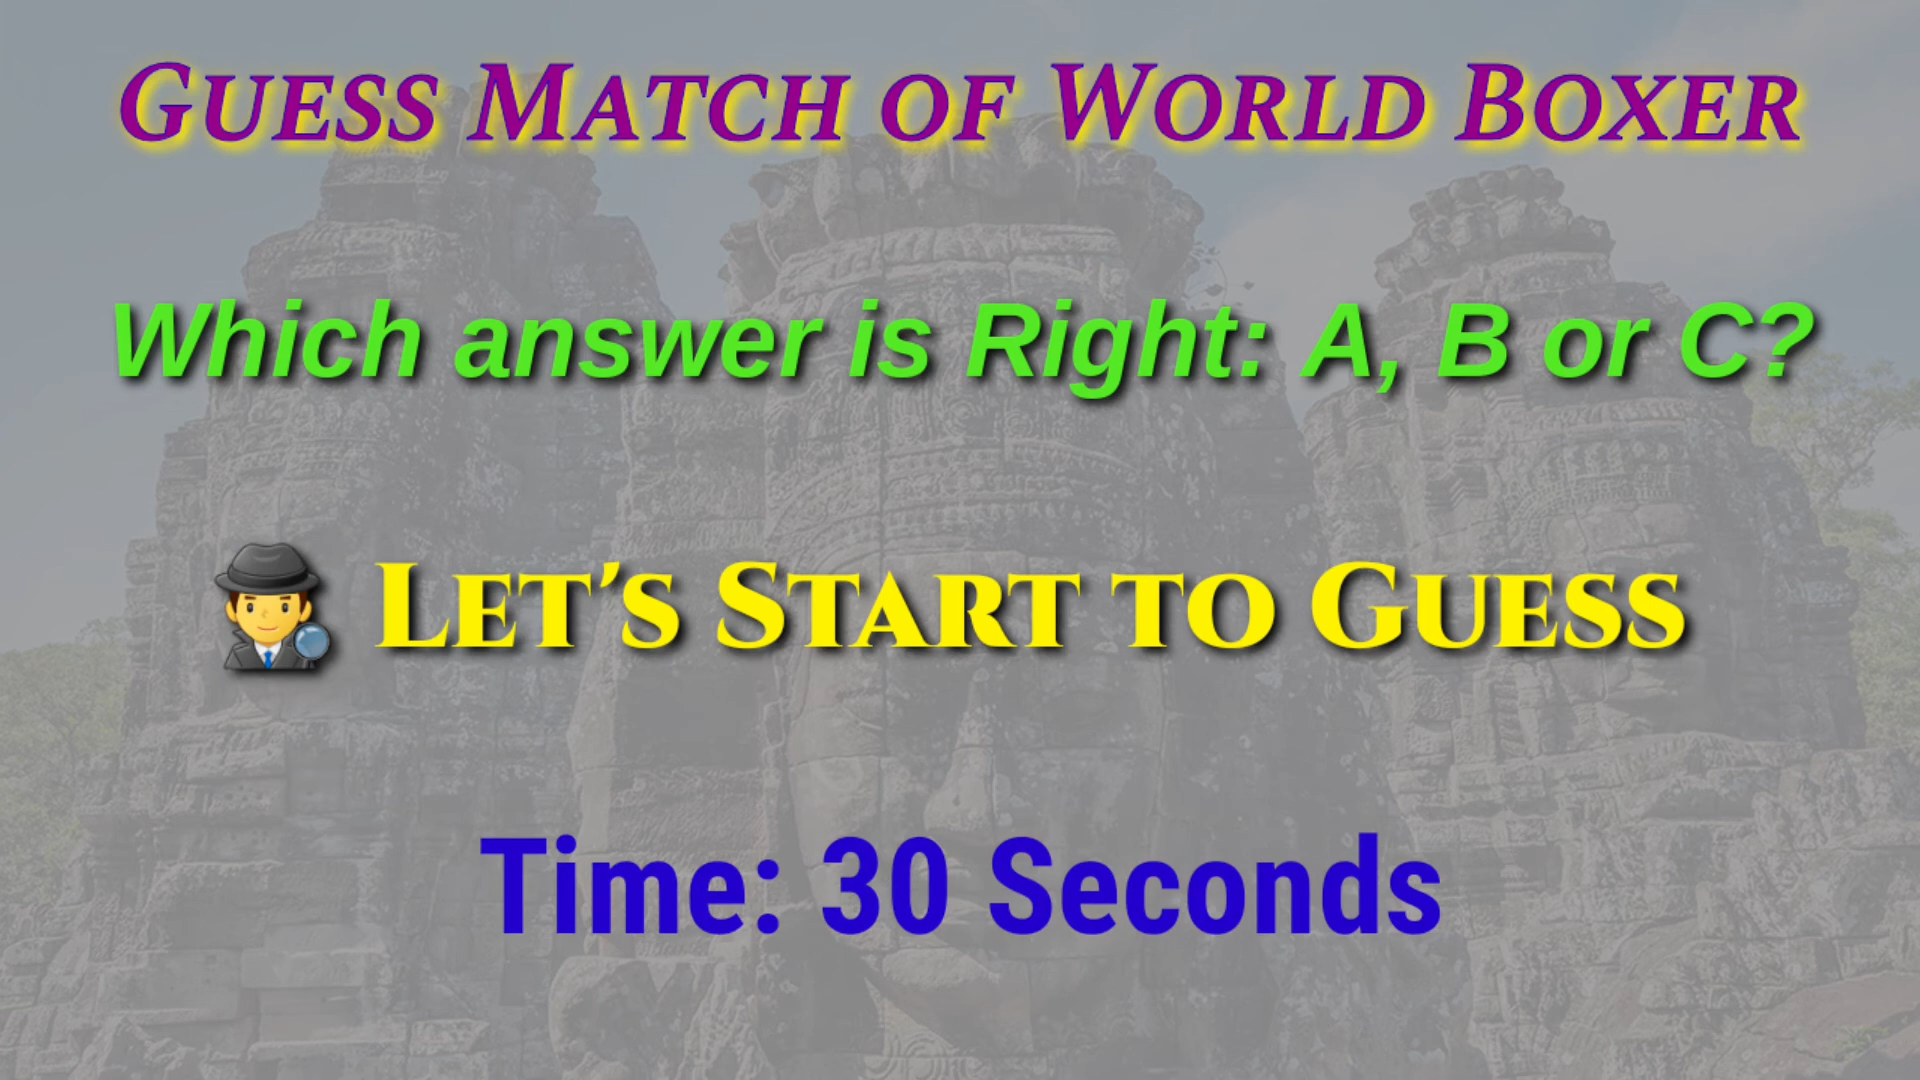 Guess Match of World Boxer
Which answer is Right: A, B or C?
Let's Start to Guess
Time: 30 Seconds